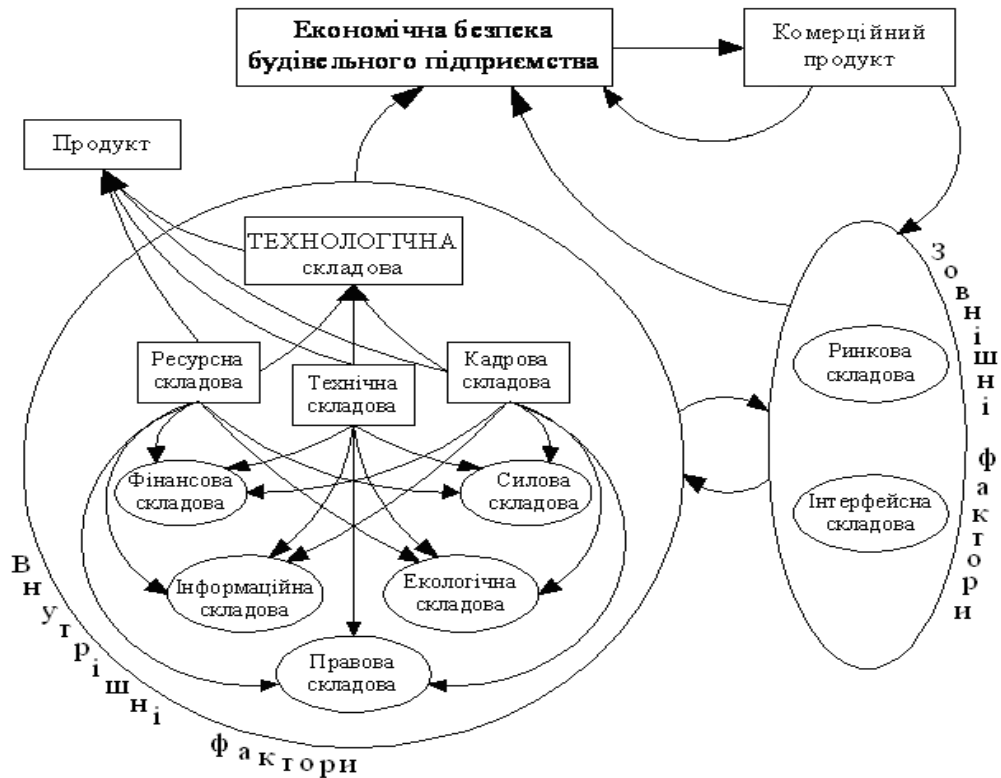 Економічна безпека
будівельного підприємства
Комерційний
продукт
Продукт
ТЕХНОЛОГІЧНА
складова
Ресурсна
складова
Технічна
складова
Кадрова
складова
Фінансова
складова
Силова
складова
Інформаційна
складова
Екологічна
складова
Правова
складова
Внутрішні фактори
Ринкова
складова
Інтерфейсна
складова
Зовнішні фактори